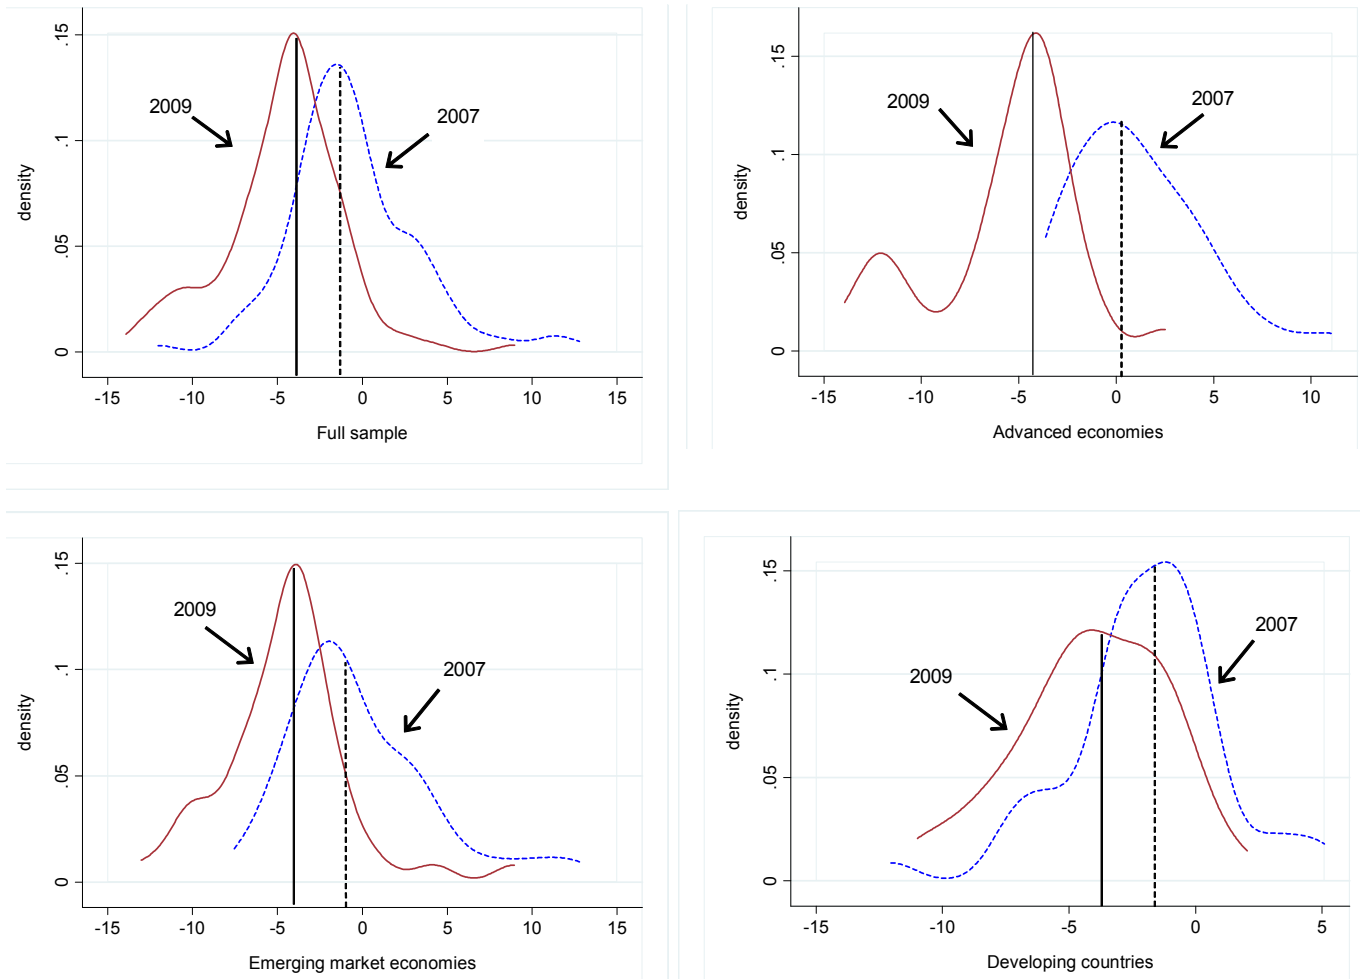 .15
.1
.05
0
density
2009
2007
-15 -10 -5 0 5 10 15
Full sample
.15
.1
.05
0
density
2009
2007
-15 -10 -5 0 5 10
Advanced economies
.15
.1
.05
0
density
2009
2007
-15 -10 -5 0 5 10 15
Emerging market economies
.15
.1
.05
0
density
2009
2007
-15 -10 -5 0 5
Developing countries